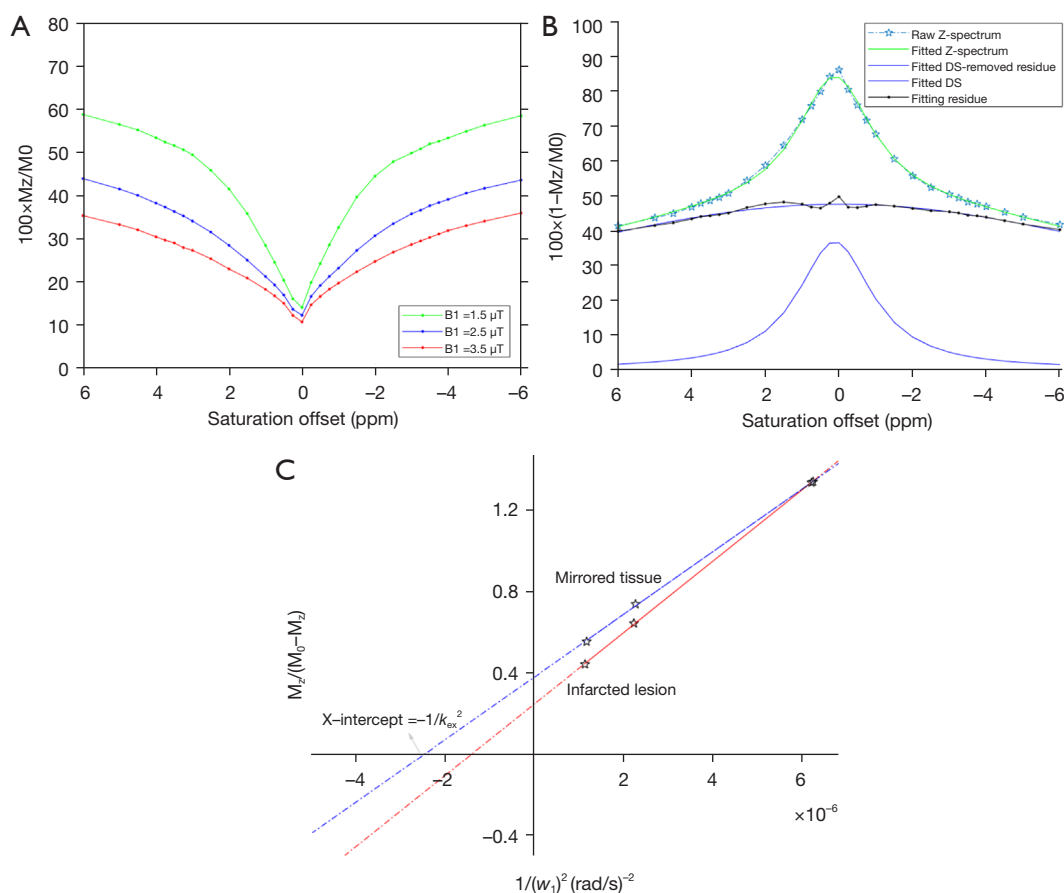 A
100×Mz/M0
80
70
60
50
40
30
20
10
0
6 4 2 0 −2 −4 −6
Saturation offset (ppm)
B1 =1.5 μT
B1 =2.5 μT
B1 =3.5 μT
B
100×(1−Mz/M0)
100
90
80
70
60
50
40
30
20
10
0
6 4 2 0 −2 −4 −6
Saturation offset (ppm)
Raw Z-spectrum
Fitted Z-spectrum
Fitted DS-removed residue
Fitted DS
Fitting residue
C
Mz/(M0−Mz)
1.2
0.8
0.4
−0.4
Mirrored tissue
Infarcted lesion
X−intercept =−1/kex²
−4 −2 0 2 4 6
×10⁻⁶
1/(w₁)² (rad/s)⁻²